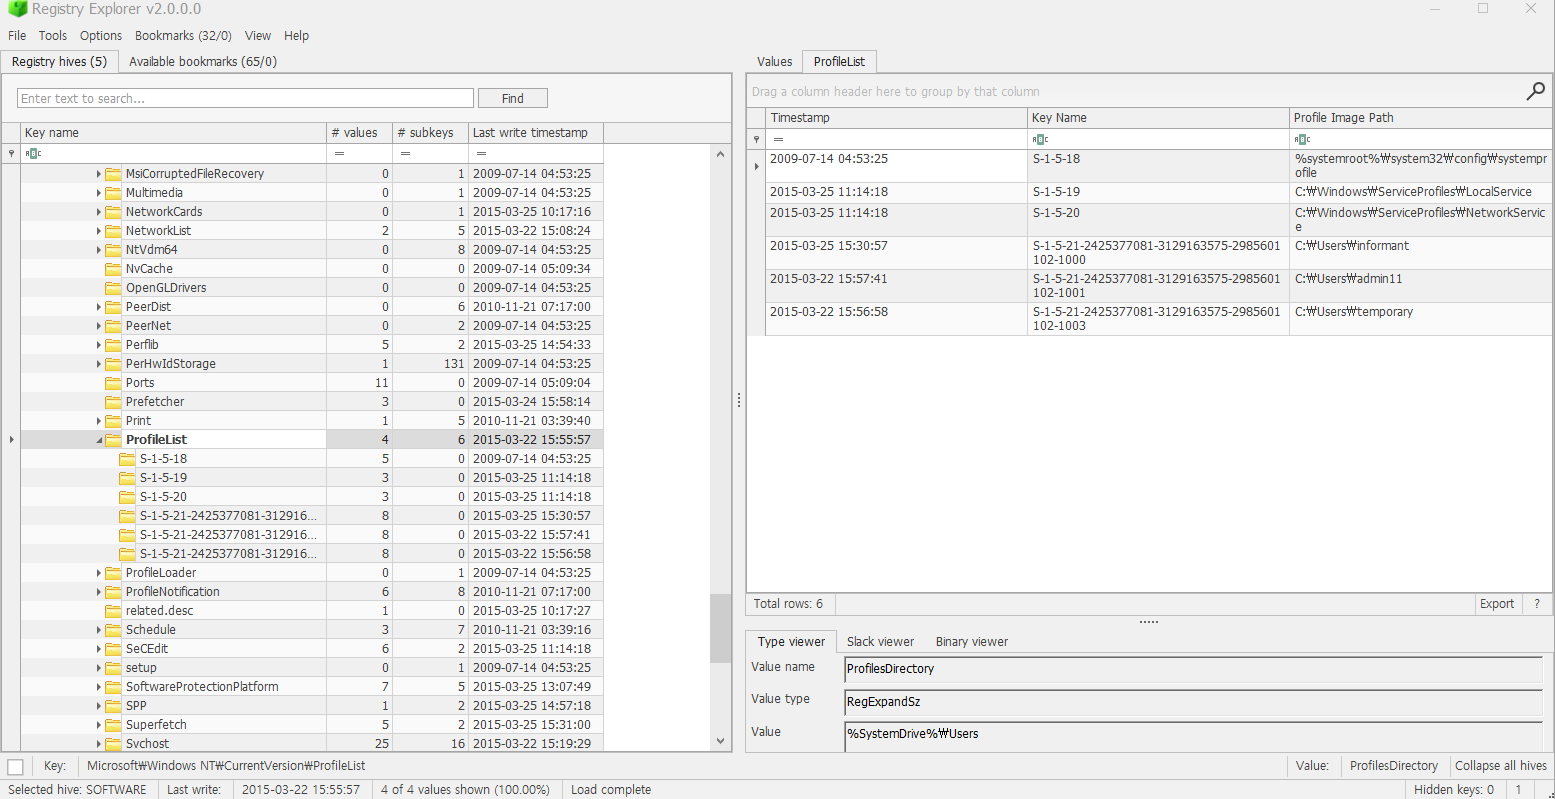 Registry Explorer v2.0.0.0
File Tools Options Bookmarks (32/0) View Help
Registry hives (5) Available bookmarks (65/0)
Enter text to search... Find
Key name # values # subkeys Last write timestamp
= = =
MsiCorruptedFileRecovery 0 1 2009-07-14 04:53:25
Multimedia 0 1 2009-07-14 04:53:25
NetworkCards 0 1 2015-03-25 10:17:16
NetworkList 2 5 2015-03-22 15:08:24
NtVdm64 0 8 2009-07-14 04:53:25
NvCache 0 0 2009-07-14 05:09:34
OpenGLDrivers 0 0 2009-07-14 04:53:25
PeerDist 0 6 2010-11-21 07:17:00
PeerNet 0 2 2009-07-14 04:53:25
Perflib 5 2 2015-03-25 14:54:33
PerHwIdStorage 1 131 2009-07-14 04:53:25
Ports 11 0 2009-07-14 05:09:04
Prefetcher 3 0 2015-03-24 15:58:14
Print 1 5 2010-11-21 03:39:40
ProfileList 4 6 2015-03-22 15:55:57
S-1-5-18 5 0 2009-07-14 04:53:25
S-1-5-19 3 0 2015-03-25 11:14:18
S-1-5-20 3 0 2015-03-25 11:14:18
S-1-5-21-2425377081-312916... 8 0 2015-03-25 15:30:57
S-1-5-21-2425377081-312916... 8 0 2015-03-22 15:57:41
S-1-5-21-2425377081-312916... 8 0 2015-03-22 15:56:58
ProfileLoader 0 1 2009-07-14 04:53:25
ProfileNotification 6 8 2010-11-21 07:17:00
related.desc 1 0 2015-03-25 10:17:27
Schedule 3 7 2010-11-21 03:39:16
SeCEdit 6 2 2015-03-25 11:14:18
setup 0 1 2009-07-14 04:53:25
SoftwareProtectionPlatform 7 5 2015-03-25 13:07:49
SPP 1 2 2015-03-25 14:57:18
Superfetch 5 2 2015-03-25 15:31:00
Svchost 25 16 2015-03-22 15:19:29
Values ProfileList
Drag a column header here to group by that column
Timestamp Key Name Profile Image Path
=
2009-07-14 04:53:25 S-1-5-18 %systemroot%₩system32₩config₩systemp
rofile
2015-03-25 11:14:18 S-1-5-19 C:₩Windows₩ServiceProfiles₩LocalService
2015-03-25 11:14:18 S-1-5-20 C:₩Windows₩ServiceProfiles₩NetworkServic
e
2015-03-25 15:30:57 S-1-5-21-2425377081-3129163575-2985601 C:₩Users₩informant
102-1000
2015-03-22 15:57:41 S-1-5-21-2425377081-3129163575-2985601 C:₩Users₩admin11
102-1001
2015-03-22 15:56:58 S-1-5-21-2425377081-3129163575-2985601 C:₩Users₩temporary
102-1003
Total rows: 6 Export ?
Type viewer Slack viewer Binary viewer
Value name ProfilesDirectory
Value type RegExpandSz
Value %SystemDrive%₩Users
Key: Microsoft₩Windows NT₩CurrentVersion₩ProfileList Value: ProfilesDirectory Collapse all hives
Selected hive: SOFTWARE Last write: 2015-03-22 15:55:57 4 of 4 values shown (100.00%) Load complete Hidden keys: 0 1